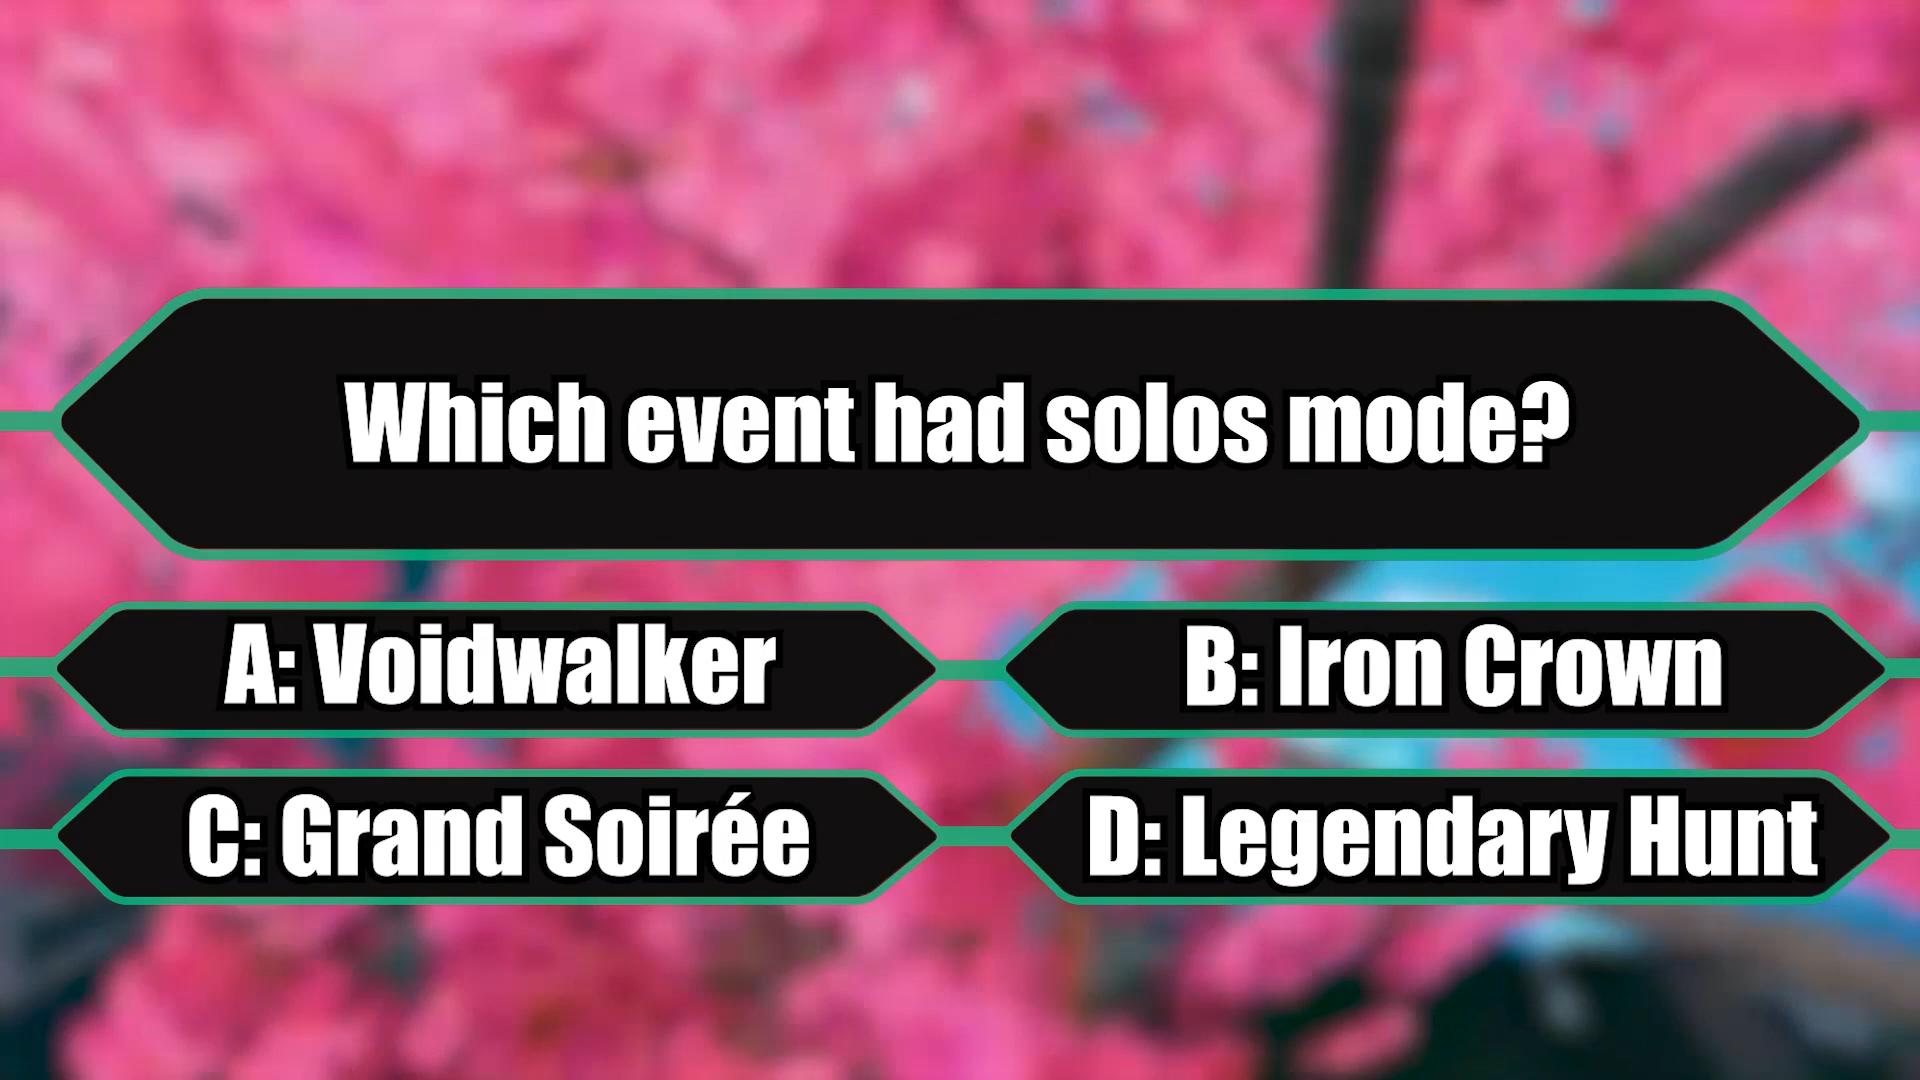 Which event had solos mode?
A: Voidwalker
B: Iron Crown
C: Grand Soirée
D: Legendary Hunt